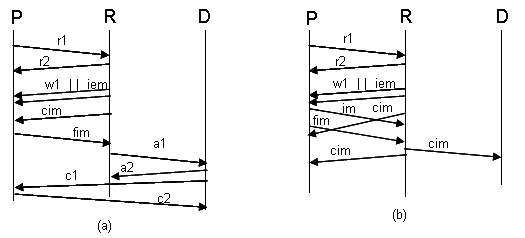 P R D P R D
r1 r1
r2 r2
w1 || iem w1 || iem
cim im cim
fim fim
a1 cim
c1 a2 cim
c2
(a) (b)